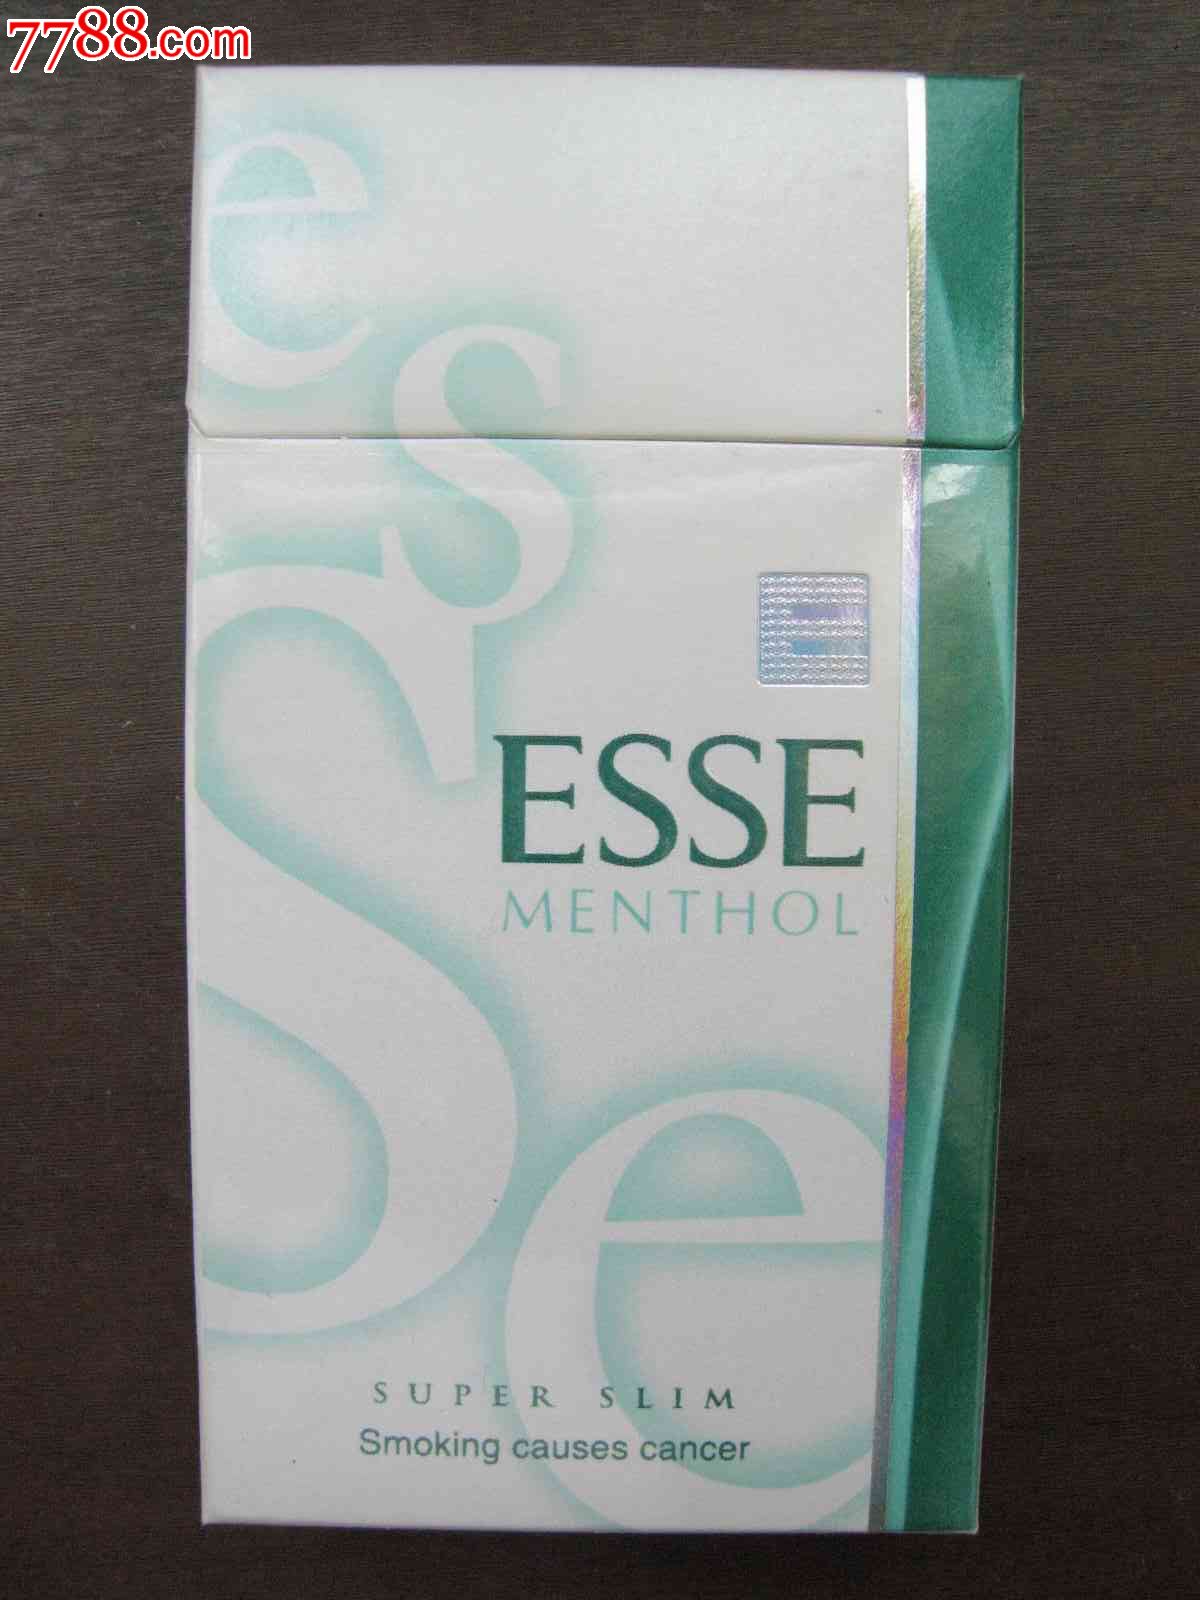 7788.com
e
s
s
e
ESSE
MENTHOL
SUPER SLIM
Smoking causes cancer